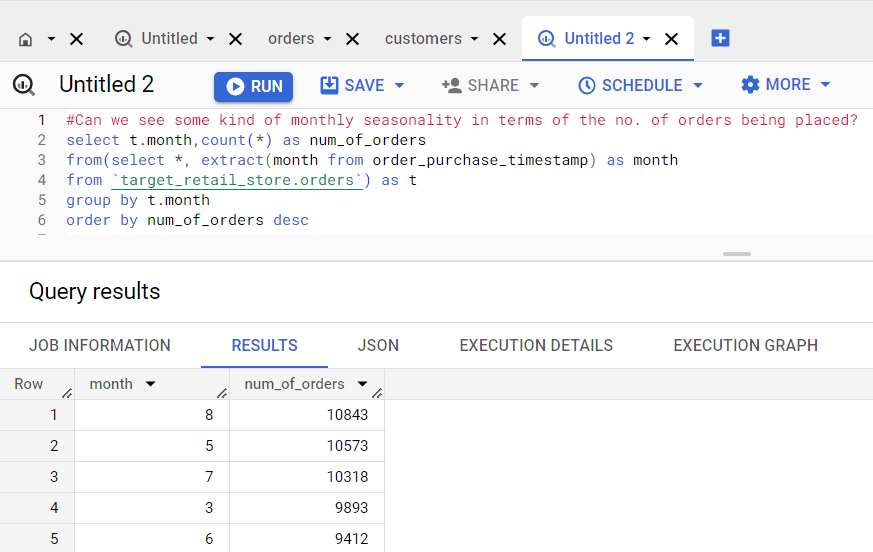 Untitled orders customers Untitled 2
Untitled 2 RUN SAVE SHARE SCHEDULE MORE
1 #Can we see some kind of monthly seasonality in terms of the no. of orders being placed?
2 select t.month,count(*) as num_of_orders
3 from(select *, extract(month from order_purchase_timestamp) as month
4 from `target_retail_store.orders`) as t
5 group by t.month
6 order by num_of_orders desc
Query results
JOB INFORMATION RESULTS JSON EXECUTION DETAILS EXECUTION GRAPH
Row month num_of_orders
1 8 10843
2 5 10573
3 7 10318
4 3 9893
5 6 9412